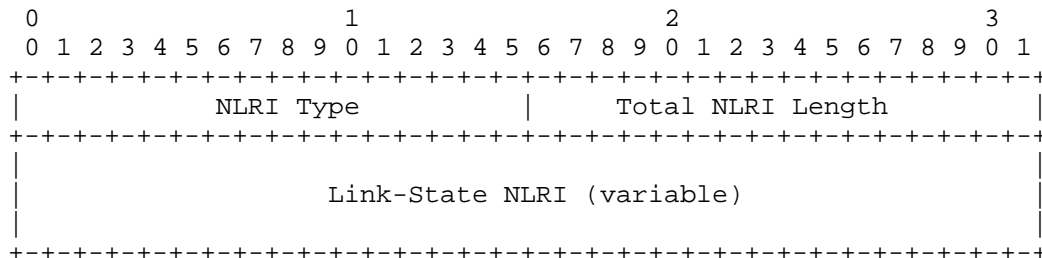 0                   1                   2                   3
 0 1 2 3 4 5 6 7 8 9 0 1 2 3 4 5 6 7 8 9 0 1 2 3 4 5 6 7 8 9 0 1
+-+-+-+-+-+-+-+-+-+-+-+-+-+-+-+-+-+-+-+-+-+-+-+-+-+-+-+-+-+-+-+-+
|            NLRI Type          |     Total NLRI Length         |
+-+-+-+-+-+-+-+-+-+-+-+-+-+-+-+-+-+-+-+-+-+-+-+-+-+-+-+-+-+-+-+-+
|                                                               |
|                   Link-State NLRI (variable)                  |
|                                                               |
+-+-+-+-+-+-+-+-+-+-+-+-+-+-+-+-+-+-+-+-+-+-+-+-+-+-+-+-+-+-+-+-+